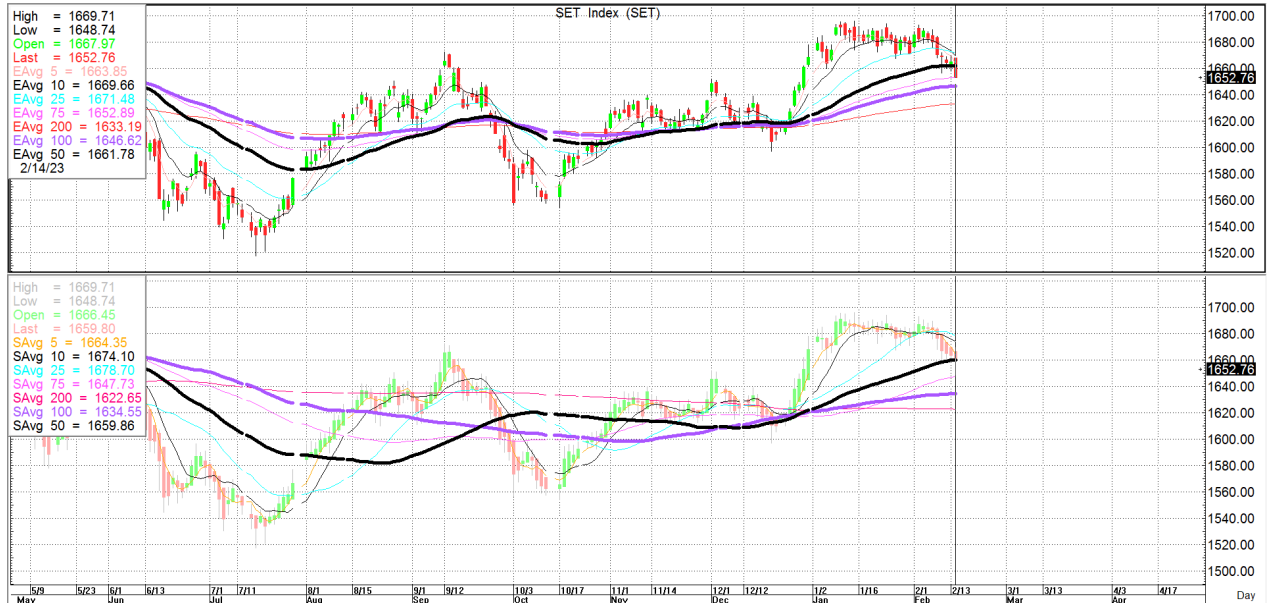 SET Index (SET)
High = 1669.71
Low = 1648.74
Open = 1667.97
Last = 1652.76
EAvg 5 = 1663.85
EAvg 10 = 1669.66
EAvg 25 = 1671.48
EAvg 75 = 1652.89
EAvg 200 = 1633.19
EAvg 100 = 1646.62
EAvg 50 = 1661.78
2/14/23
1700.00
1680.00
1660.00
1652.76
1640.00
1620.00
1600.00
1580.00
1560.00
1540.00
1520.00
High = 1669.71
Low = 1648.74
Open = 1666.45
Last = 1659.80
SAvg 5 = 1664.35
SAvg 10 = 1674.10
SAvg 25 = 1678.70
SAvg 75 = 1647.73
SAvg 200 = 1622.65
SAvg 100 = 1634.55
SAvg 50 = 1659.86
1700.00
1680.00
1660.00
1652.76
1640.00
1620.00
1600.00
1580.00
1560.00
1540.00
1520.00
1500.00
5/9 5/23 6/1 6/13 7/1 7/11 8/1 8/15 9/1 9/12 10/3 10/17 11/1 11/14 12/1 12/12 1/2 1/16 2/1 2/13 3/1 3/13 4/3 4/17
May Jun Jul Aug Sep Oct Nov Dec Jan Feb Mar Apr Day